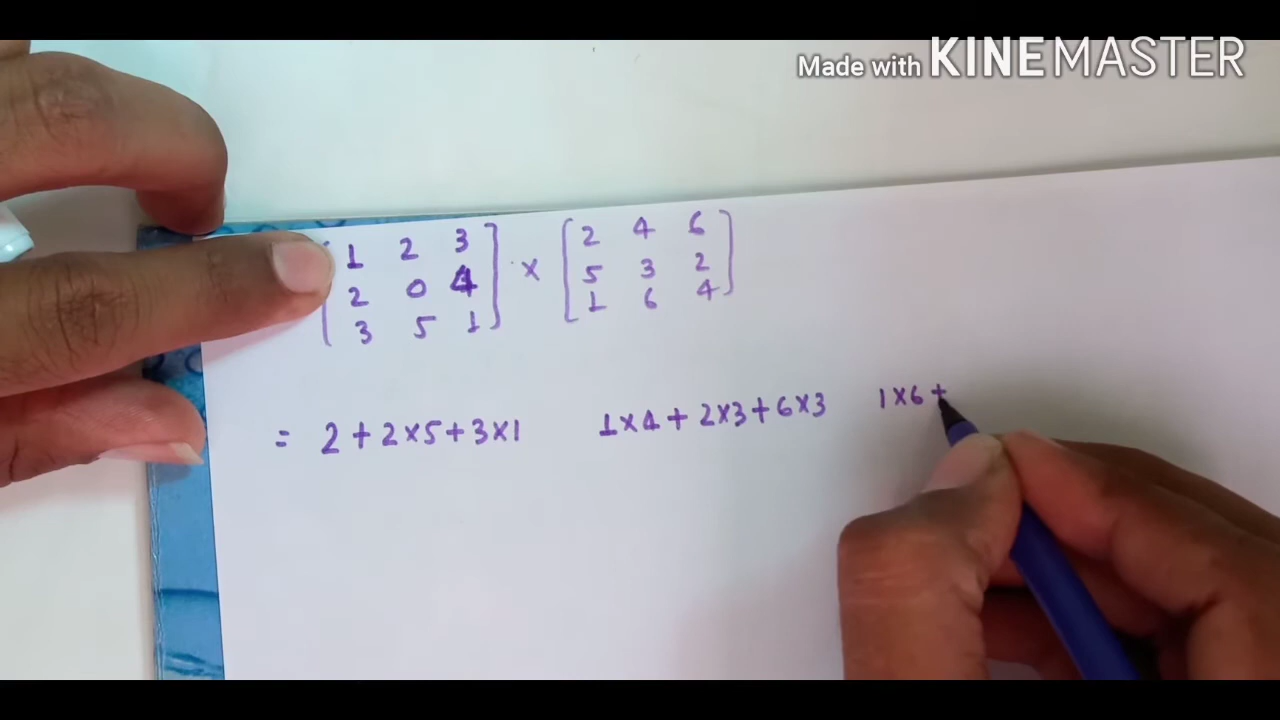 Made with KINEMASTER
1 2 3 × 2 4 6
2 0 4 5 3 2
3 5 1 1 6 4
= 2 + 2×5 + 3×1 1×4 + 2×3 + 6×3 1×6 +